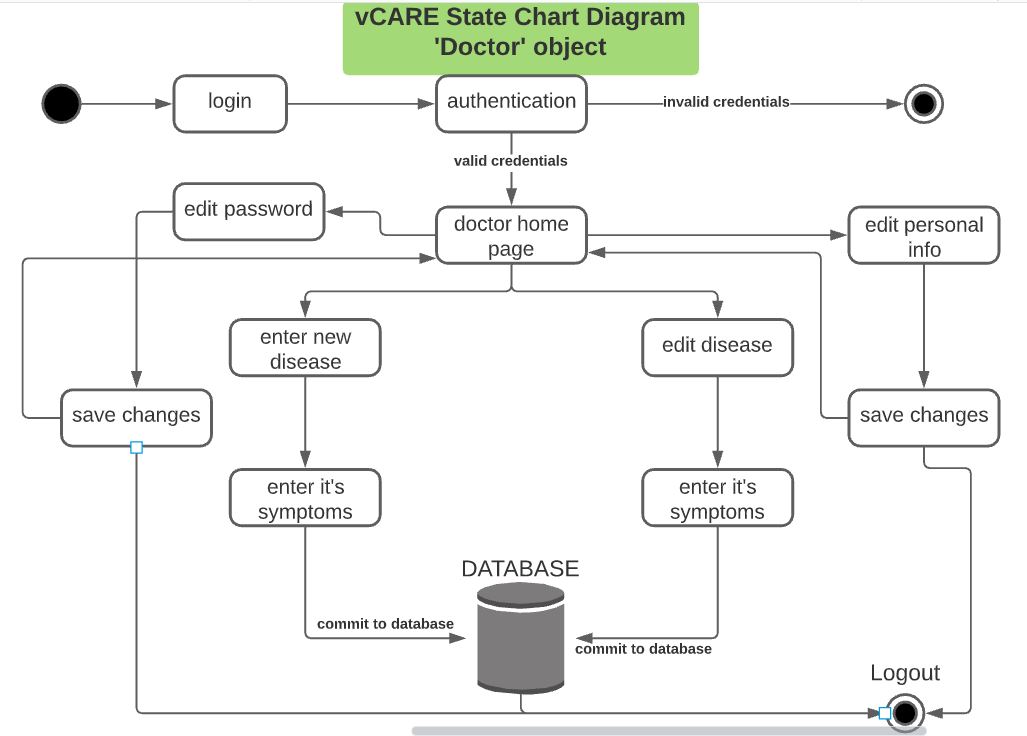 vCARE State Chart Diagram
'Doctor' object
login
authentication
invalid credentials
valid credentials
edit password
doctor home
page
edit personal
info
enter new
disease
edit disease
save changes
save changes
enter it's
symptoms
enter it's
symptoms
DATABASE
commit to database
commit to database
Logout